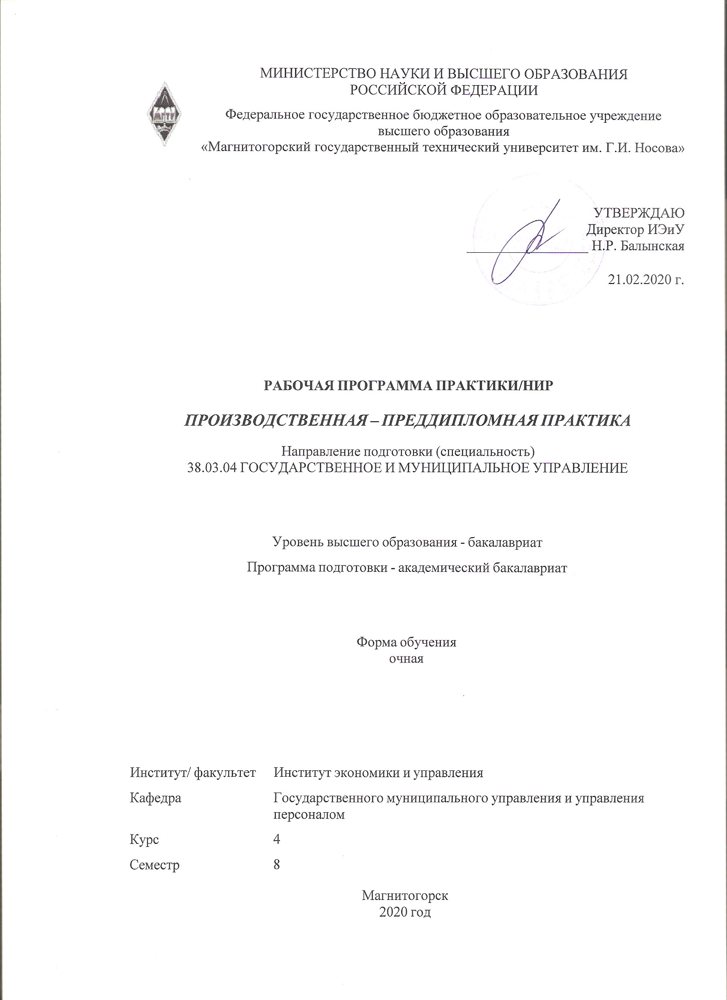 МИНИСТЕРСТВО НАУКИ И ВЫСШЕГО ОБРАЗОВАНИЯ
РОССИЙСКОЙ ФЕДЕРАЦИИ
Федеральное государственное бюджетное образовательное учреждение
высшего образования
«Магнитогорский государственный технический университет им. Г.И. Носова»
УТВЕРЖДАЮ
Директор ИЭиУ
Н.Р. Балынская
21.02.2020 г.
РАБОЧАЯ ПРОГРАММА ПРАКТИКИ/НИР
ПРОИЗВОДСТВЕННАЯ – ПРЕДДИПЛОМНАЯ ПРАКТИКА
Направление подготовки (специальность)
38.03.04 ГОСУДАРСТВЕННОЕ И МУНИЦИПАЛЬНОЕ УПРАВЛЕНИЕ
Уровень высшего образования - бакалавриат
Программа подготовки - академический бакалавриат
Форма обучения
очная
Институт/ факультет Институт экономики и управления
Кафедра Государственного муниципального управления и управления
персоналом
Курс 4
Семестр 8
Магнитогорск
2020 год